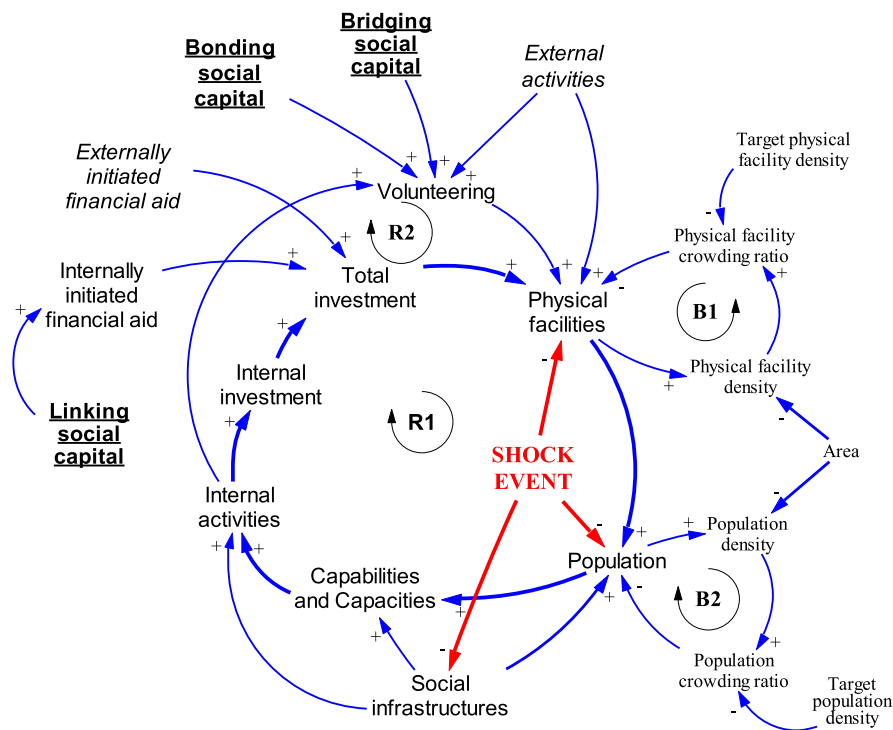 Bonding
social
capital
Bridging
social
capital
External
activities
Externally
initiated
financial aid
Target physical
facility density
+
+
+
+
+
Volunteering
R2
-
Physical facility
crowding ratio
Internally
initiated
financial aid
+
+
Total
investment
+
+
+
-
+
Physical
facilities
B1
+
+
-
Internal
investment
+
Physical facility
density
-
Linking
social
capital
+
R1
SHOCK
EVENT
Area
-
Internal
activities
+
+
-
+
+
Population
density
Capabilities
and Capacities
+
Population
-
+
B2
+
-
+
Social
infrastructures
Population
crowding ratio
-
Target
population
density